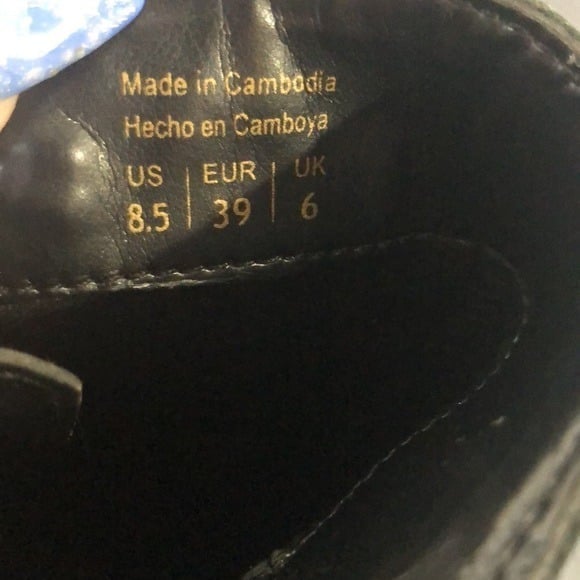 Made in Cambodia
Hecho en Camboya
US | EUR | UK
8.5 | 39 | 6